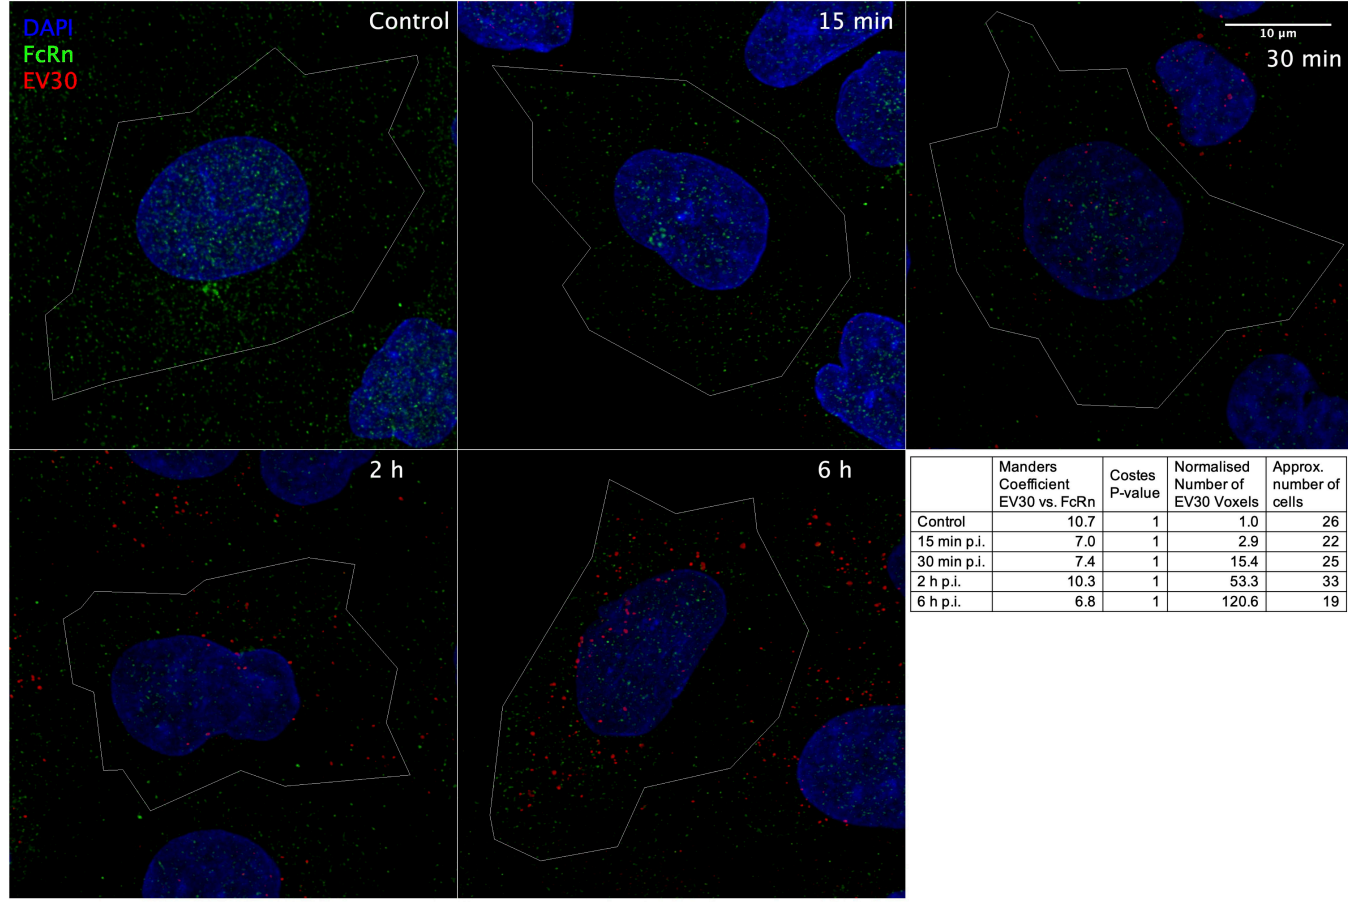 DAPI
FcRn
EV30
Control
15 min
10 µm
30 min
2 h
6 h
Manders Coefficient EV30 vs. FcRn
Costes P-value
Normalised Number of EV30 Voxels
Approx. number of cells
Control 10.7 1 1.0 26
15 min p.i. 7.0 1 2.9 22
30 min p.i. 7.4 1 15.4 25
2 h p.i. 10.3 1 53.3 33
6 h p.i. 6.8 1 120.6 19